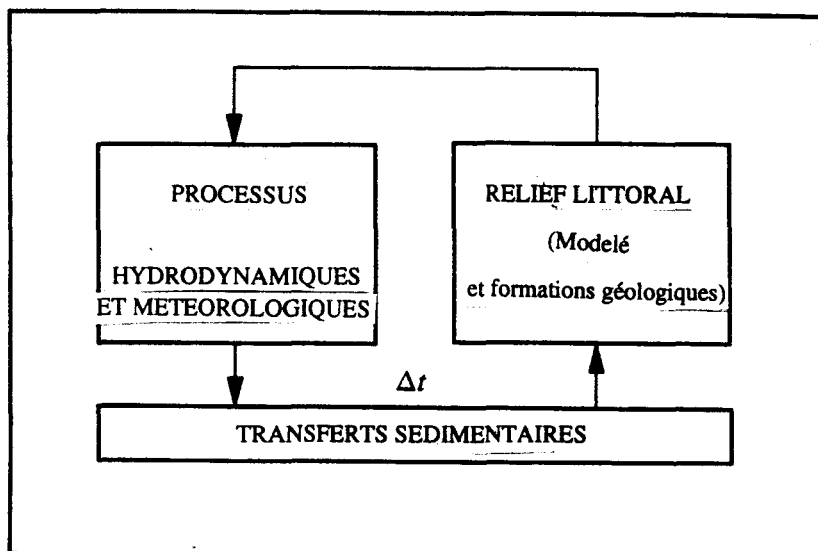 PROCESSUS
HYDRODYNAMIQUES
ET METEOROLOGIQUES
RELIEF LITTORAL
(Modelé
et formations géologiques)
Δt
TRANSFERTS SEDIMENTAIRES